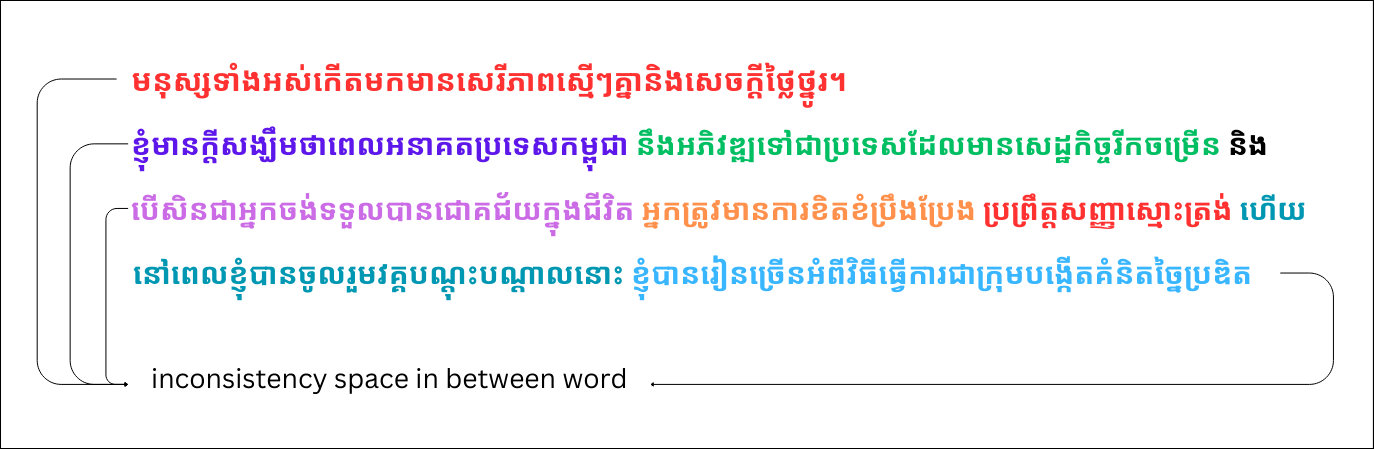 មនុស្សទាំងអស់កើតមកមានសេរីភាពស្មើៗគ្នានិងសេចក្ដីថ្លៃថ្នូរ។
ខ្ញុំមានក្ដីសង្ឃឹមថាពេលអនាគតប្រទេសកម្ពុជា នឹងអភិវឌ្ឍទៅជាប្រទេសដែលមានសេដ្ឋកិច្ចរីកចម្រើន និង
បើសិនជាអ្នកចង់ទទួលបានជោគជ័យក្នុងជីវិត អ្នកត្រូវមានការខិតខំប្រឹងប្រែង ប្រព្រឹត្តសញ្ញាស្មោះត្រង់ ហើយ
នៅពេលខ្ញុំបានចូលរួមវគ្គបណ្ដុះបណ្ដាលនោះ ខ្ញុំបានរៀនច្រើនអំពីវិធីធ្វើការជាក្រុមបង្កើតគំនិតច្នៃប្រឌិត
inconsistency space in between word